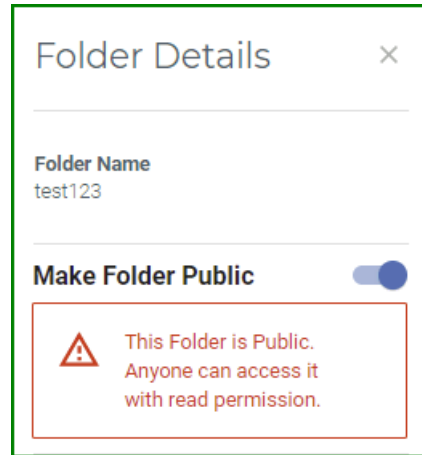 Folder Details
Folder Name
test123
Make Folder Public
This Folder is Public.
Anyone can access it
with read permission.